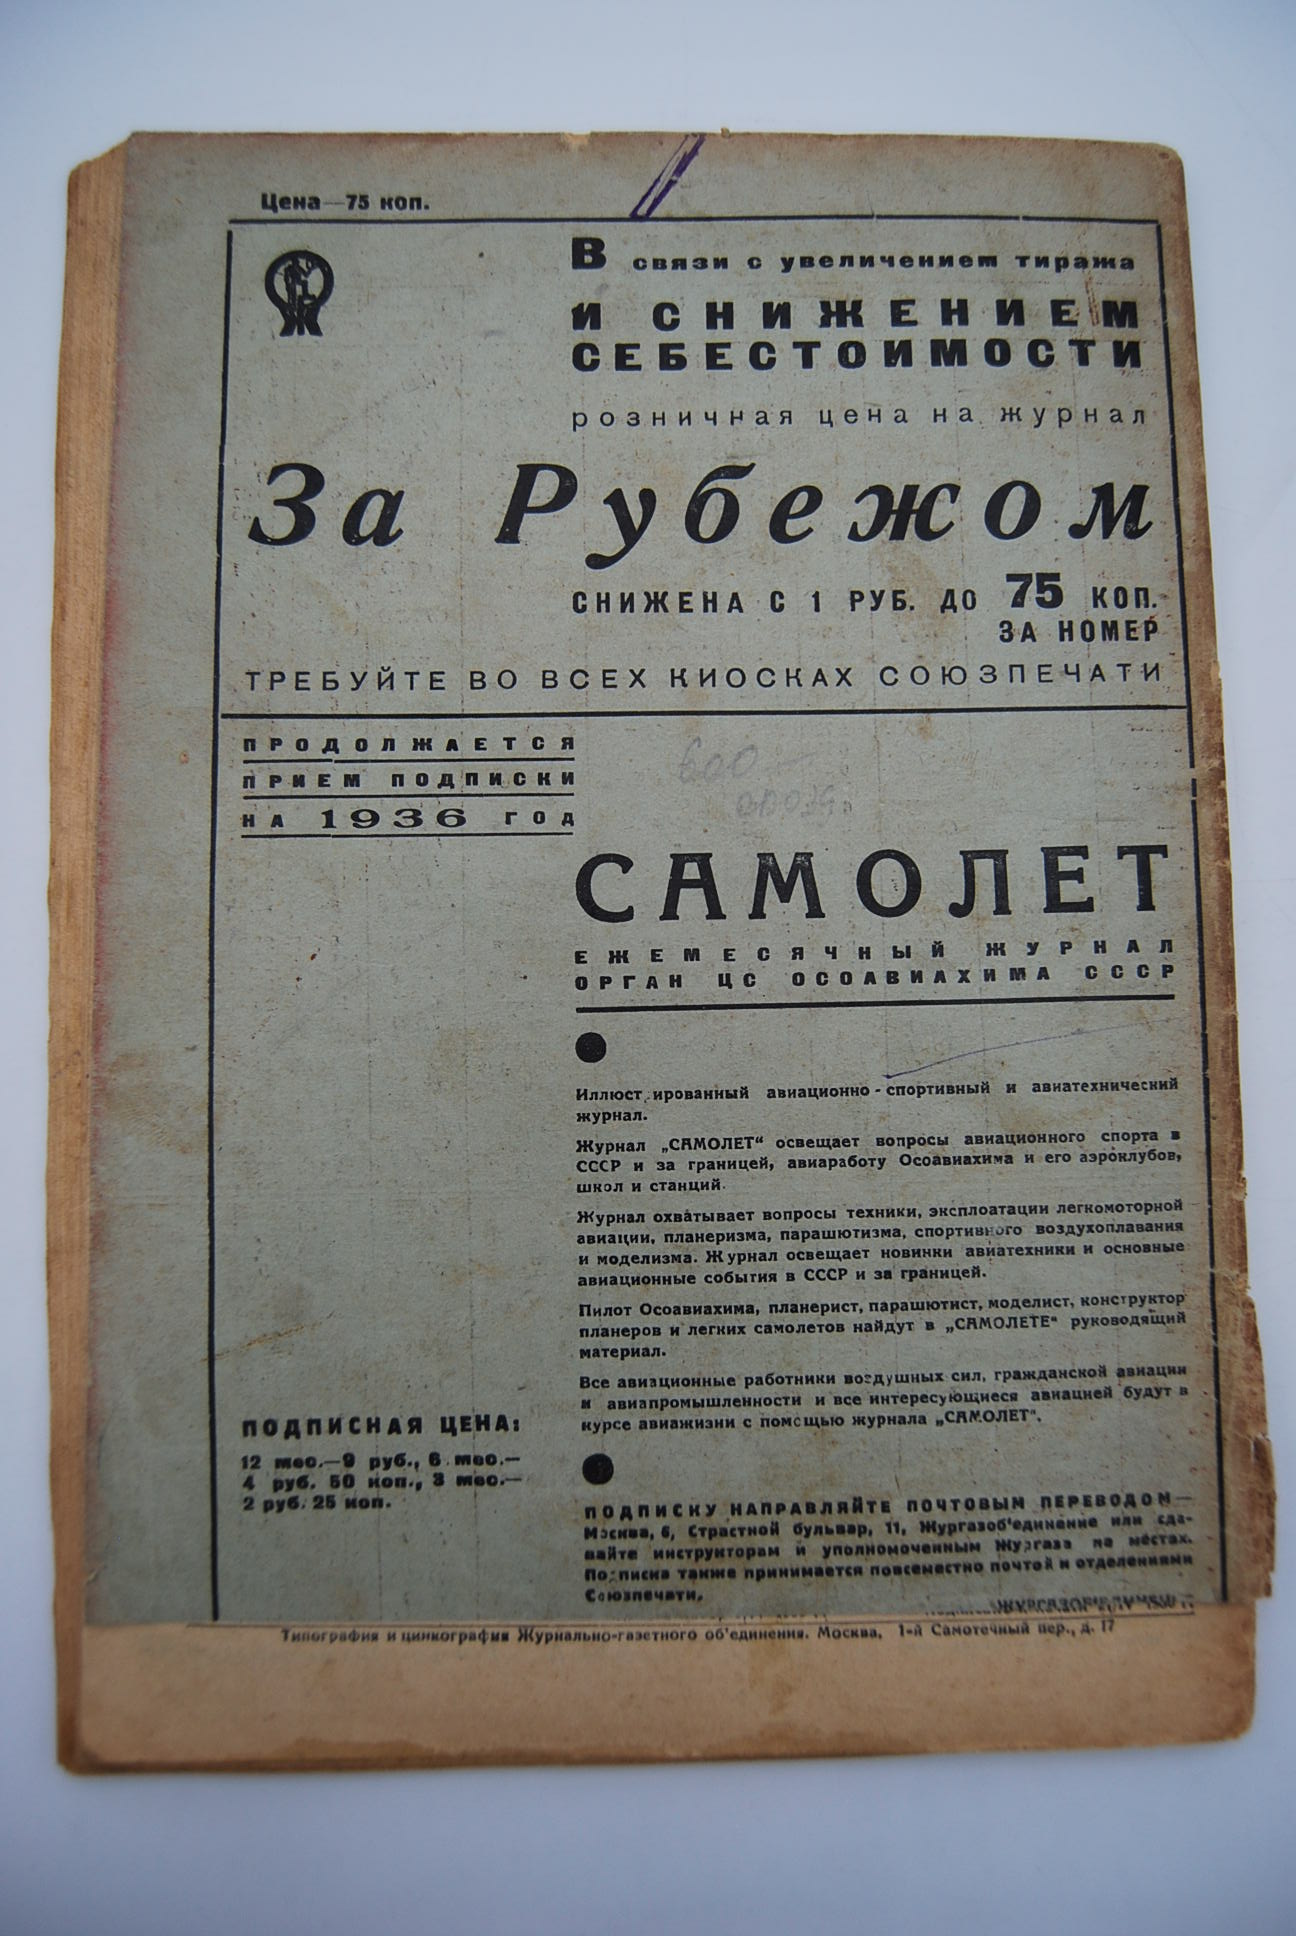 Цена—75 коп.
В связи с увеличением тиража
И СНИЖЕНИЕМ
СЕБЕСТОИМОСТИ
розничная цена на журнал
За Рубежом
СНИЖЕНА С 1 РУБ. ДО 75 КОП.
ЗА НОМЕР
ТРЕБУЙТЕ ВО ВСЕХ КИОСКАХ СОЮЗПЕЧАТИ
ПРОДОЛЖАЕТСЯ
ПРИЕМ ПОДПИСКИ
НА 1936 ГОД
САМОЛЕТ
ЕЖЕМЕСЯЧНЫЙ ЖУРНАЛ
ОРГАН ЦС ОСОАВИАХИМА СССР
Иллюст ированный авиационно-спортивный и авиатехнический
журнал.
Журнал „САМОЛЕТ“ освещает вопросы авиационного спорта в
СССР и за границей, авиаработу Осоавиахима и его аэроклубов,
школ и станций.
Журнал охватывает вопросы техники, эксплоатации легкомоторной
авиации, планеризма, парашютизма, спортивного воздухоплавания
и моделизма. Журнал освещает новинки авиатехники и основные
авиационные события в СССР и за границей.
Пилот Осоавиахима, планерист, парашютист, моделист, конструктор
планеров и легких самолетов найдут в „САМОЛЕТЕ“ руководящий
материал.
Все авиационные работники воздушных сил, гражданской авиации
и авиапромышленности и все интересующиеся авиацией будут в
курсе авиажизни с помощью журнала „САМОЛЕТ“.
ПОДПИСНАЯ ЦЕНА:
12 мес.—9 руб., 6 мес.—
4 руб. 50 коп., 3 мес.—
2 руб. 25 коп.
ПОДПИСКУ НАПРАВЛЯЙТЕ ПОЧТОВЫМ ПЕРЕВОДОМ—
Москва, 6, Страстной бульвар, 11, Жургазоб'единение или сда-
вайте инструкторам и уполномоченным Жургаза на местах.
Подписка также принимается повсеместно почтой и отделениями
Союзпечати.
ЖУРГАЗОБ'ЕДИНЕНИЕ
Типография и цинкография Журнально-газетного об'единения. Москва, 1-й Самотечный пер., д. 17